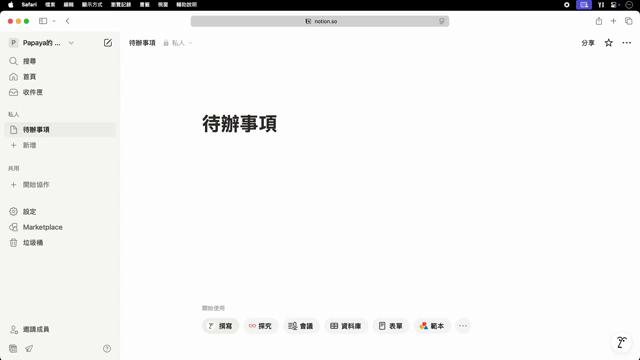 Safari 檔案 編輯 顯示方式 瀏覽記錄 書籤 視窗 輔助說明
notion.so
P Papaya的 ...
待辦事項 私人
分享
搜尋
首頁
收件匣
私人
待辦事項
新增
共用
開始協作
設定
Marketplace
垃圾桶
邀請成員
待辦事項
開始使用
撰寫 探究 會議 資料庫 表單 範本